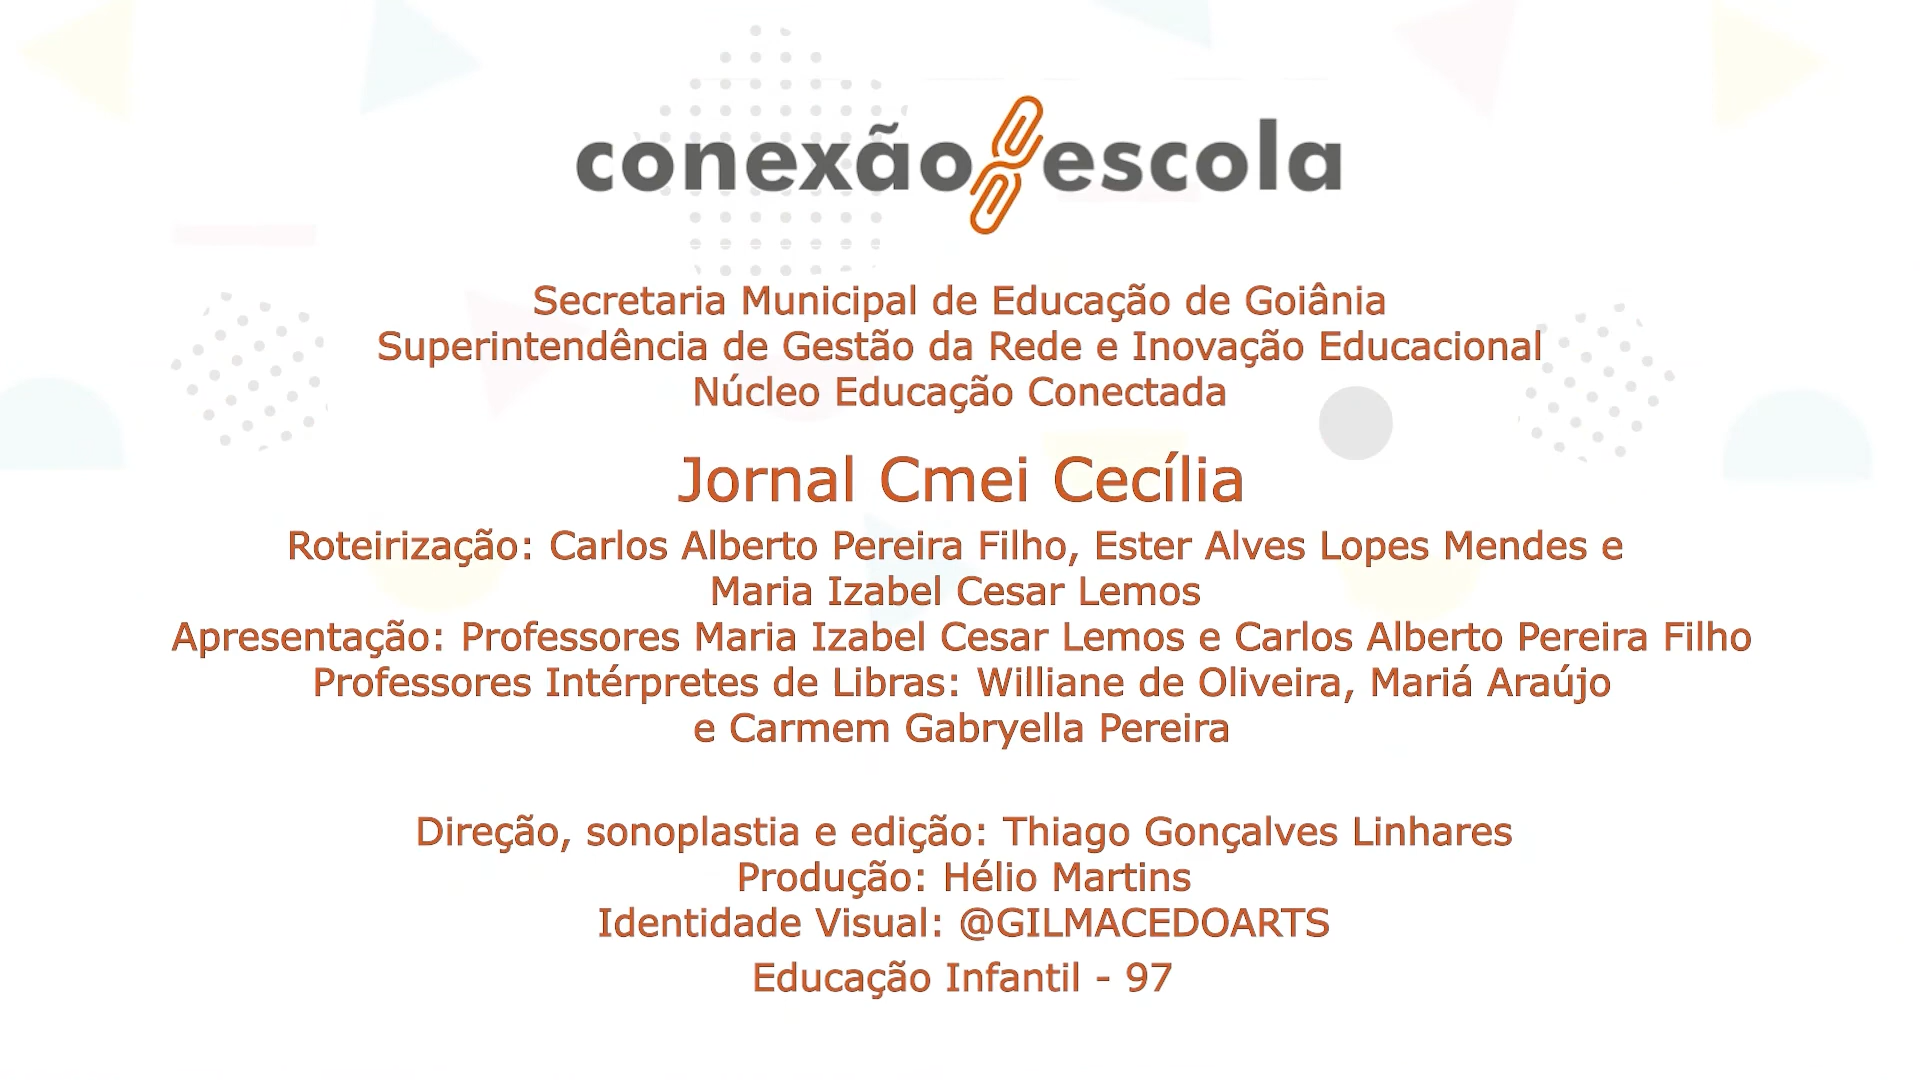 conexão escola
Secretaria Municipal de Educação de Goiânia
Superintendência de Gestão da Rede e Inovação Educacional
Núcleo Educação Conectada
Jornal Cmei Cecília
Roteirização: Carlos Alberto Pereira Filho, Ester Alves Lopes Mendes e
Maria Izabel Cesar Lemos
Apresentação: Professores Maria Izabel Cesar Lemos e Carlos Alberto Pereira Filho
Professores Intérpretes de Libras: Williane de Oliveira, Mariá Araújo
e Carmem Gabryella Pereira
Direção, sonoplastia e edição: Thiago Gonçalves Linhares
Produção: Hélio Martins
Identidade Visual: @GILMACEDOARTS
Educação Infantil - 97